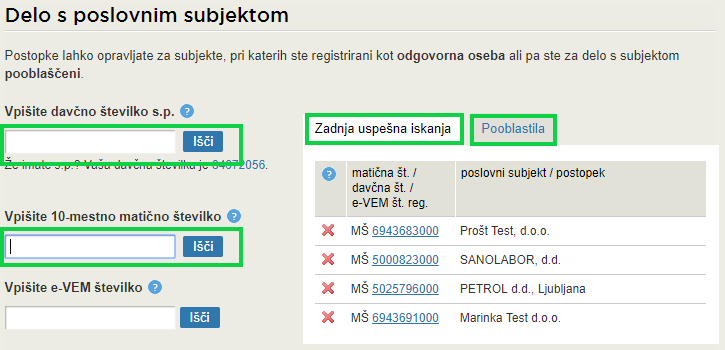 Delo s poslovnim subjektom
Postopke lahko opravljate za subjekte, pri katerih ste registrirani kot odgovorna oseba ali pa ste za delo s subjektom
pooblaščeni.
Vpišite davčno številko s.p. ?
Išči
Že imate s.p.? Vaša davčna številka je 84872056.
Vpišite 10-mestno matično številko ?
Išči
Vpišite e-VEM številko ?
Išči
Zadnja uspešna iskanja
Pooblastila
? matična št. / poslovni subjekt / postopek
davčna št. /
e-VEM št. reg.
MŠ 6943683000 Prošt Test, d.o.o.
MŠ 5000823000 SANOLABOR, d.d.
MŠ 5025796000 PETROL d.d., Ljubljana
MŠ 6943691000 Marinka Test d.o.o.